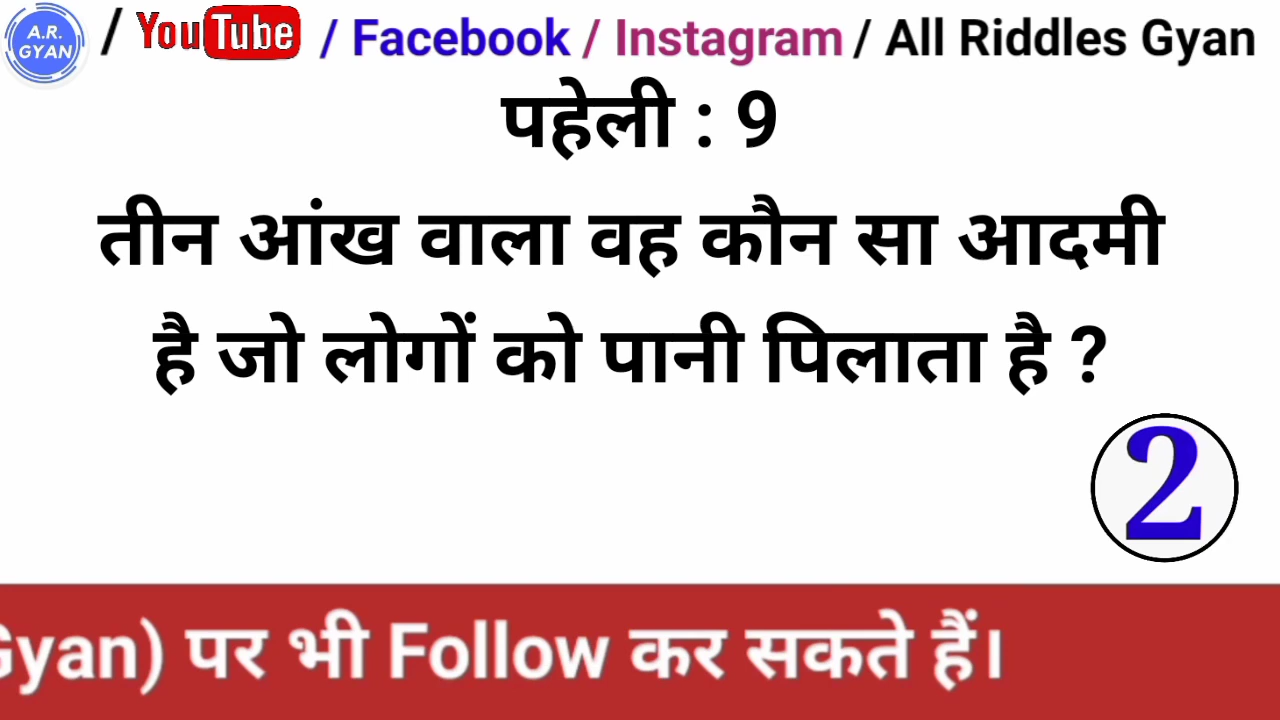 A.R. GYAN / YouTube / Facebook / Instagram / All Riddles Gyan
पहेली : 9
तीन आंख वाला वह कौन सा आदमी
है जो लोगों को पानी पिलाता है ?
2
Gyan) पर भी Follow कर सकते हैं।